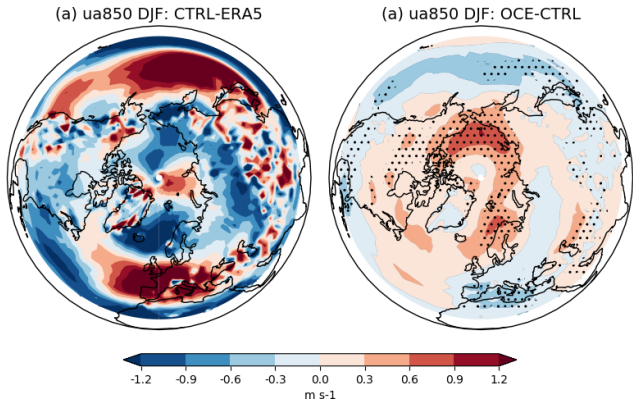 (a) ua850 DJF: CTRL-ERA5
(a) ua850 DJF: OCE-CTRL
-1.2 -0.9 -0.6 -0.3 0.0 0.3 0.6 0.9 1.2
m s-1